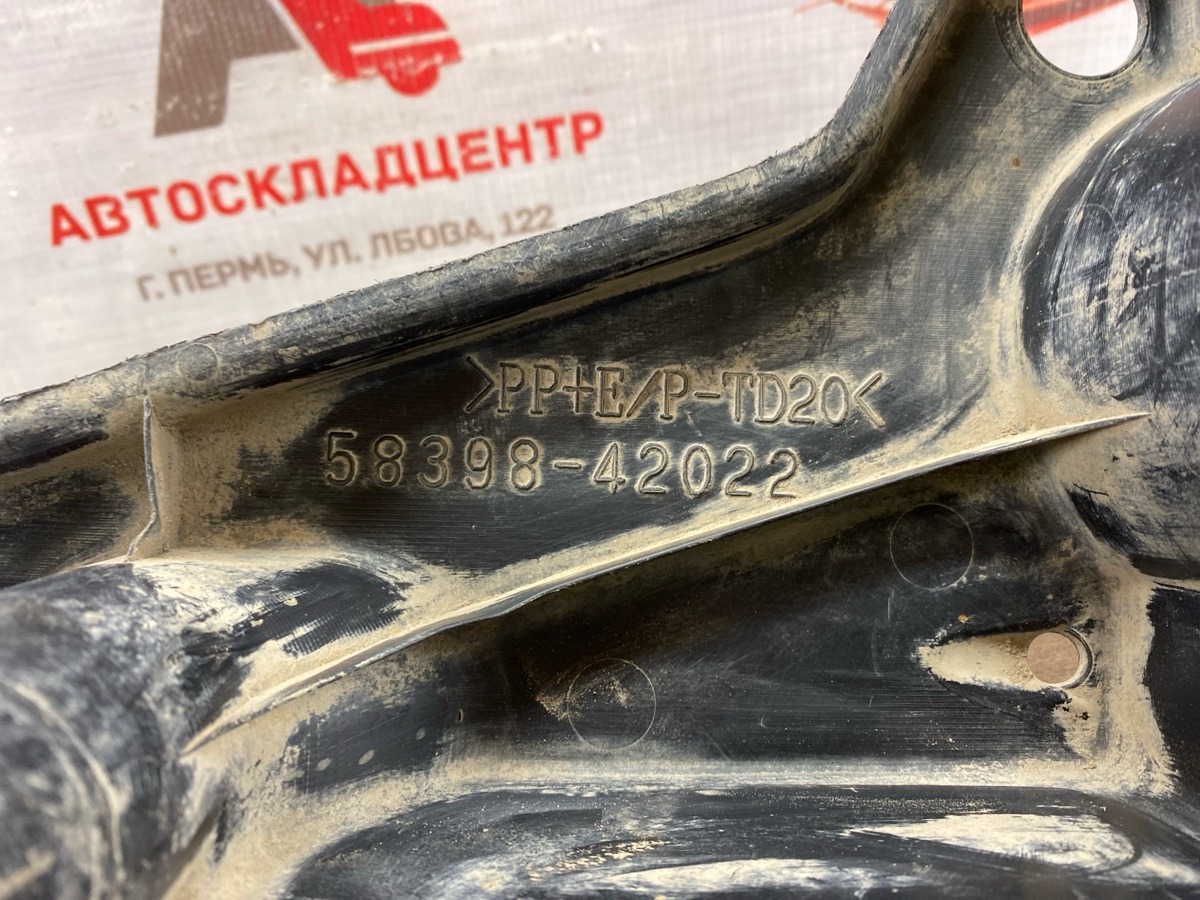 АВТОСКЛАДЦЕНТР
Г. ПЕРМЬ, УЛ. ЛБОВА, 122
>PP+E/P-TD20<
58398-42022